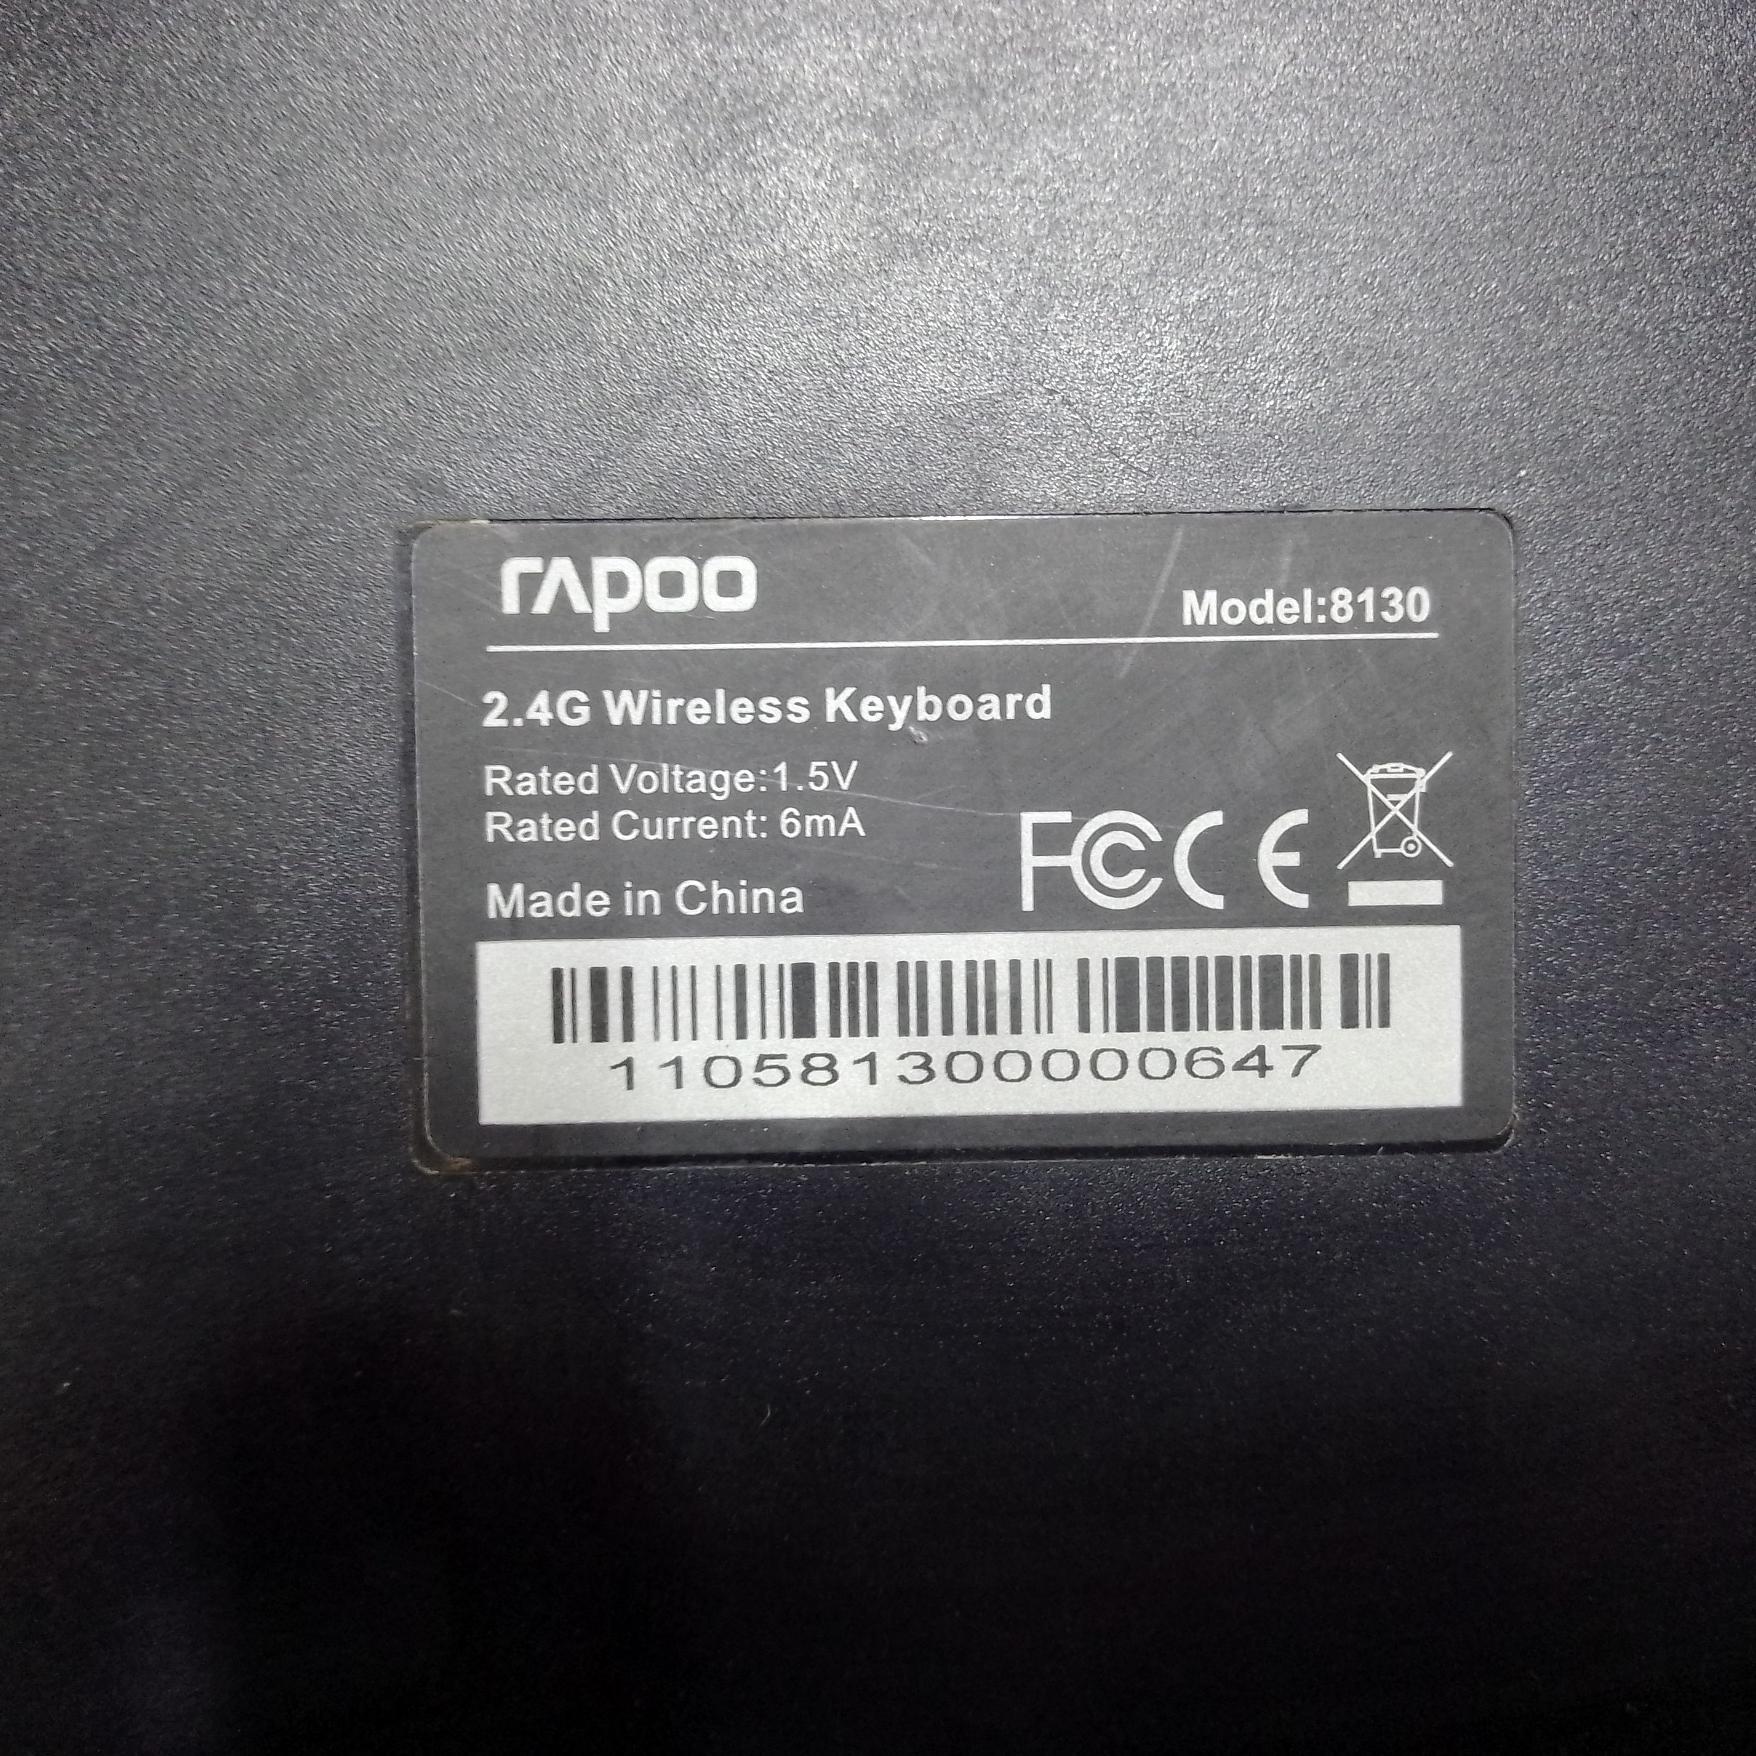 rapoo
Model:8130
2.4G Wireless Keyboard
Rated Voltage:1.5V
Rated Current: 6mA
Made in China
FC CE
110581300000647